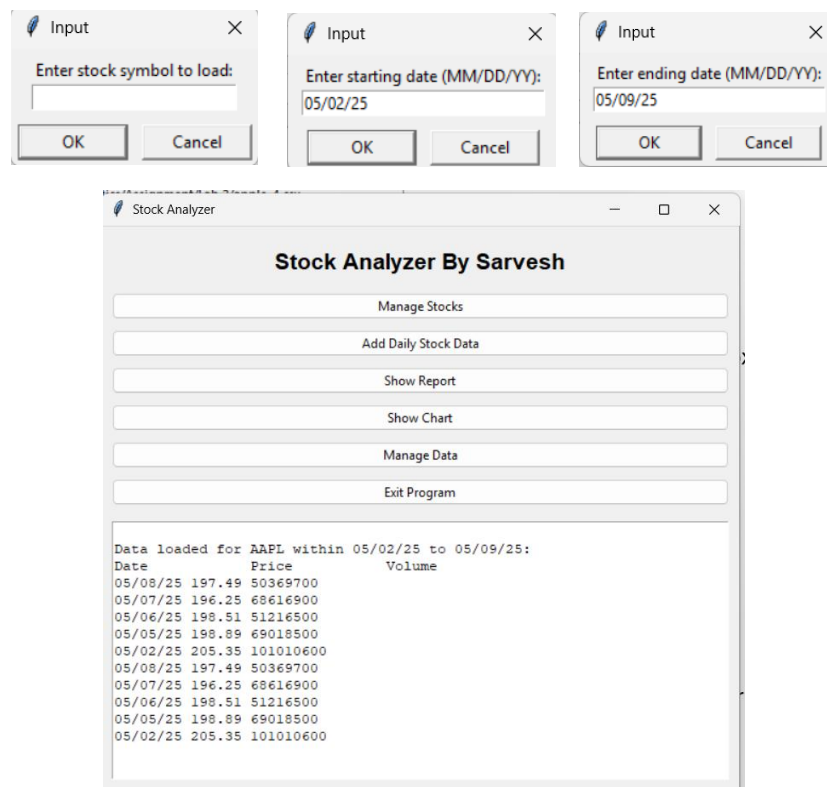 Input
Enter stock symbol to load:
OK Cancel
Input
Enter starting date (MM/DD/YY):
05/02/25
OK Cancel
Input
Enter ending date (MM/DD/YY):
05/09/25
OK Cancel
Stock Analyzer
Stock Analyzer By Sarvesh
Manage Stocks
Add Daily Stock Data
Show Report
Show Chart
Manage Data
Exit Program
Data loaded for AAPL within 05/02/25 to 05/09/25:
Date Price Volume
05/08/25 197.49 50369700
05/07/25 196.25 68616900
05/06/25 198.51 51216500
05/05/25 198.89 69018500
05/02/25 205.35 101010600
05/08/25 197.49 50369700
05/07/25 196.25 68616900
05/06/25 198.51 51216500
05/05/25 198.89 69018500
05/02/25 205.35 101010600